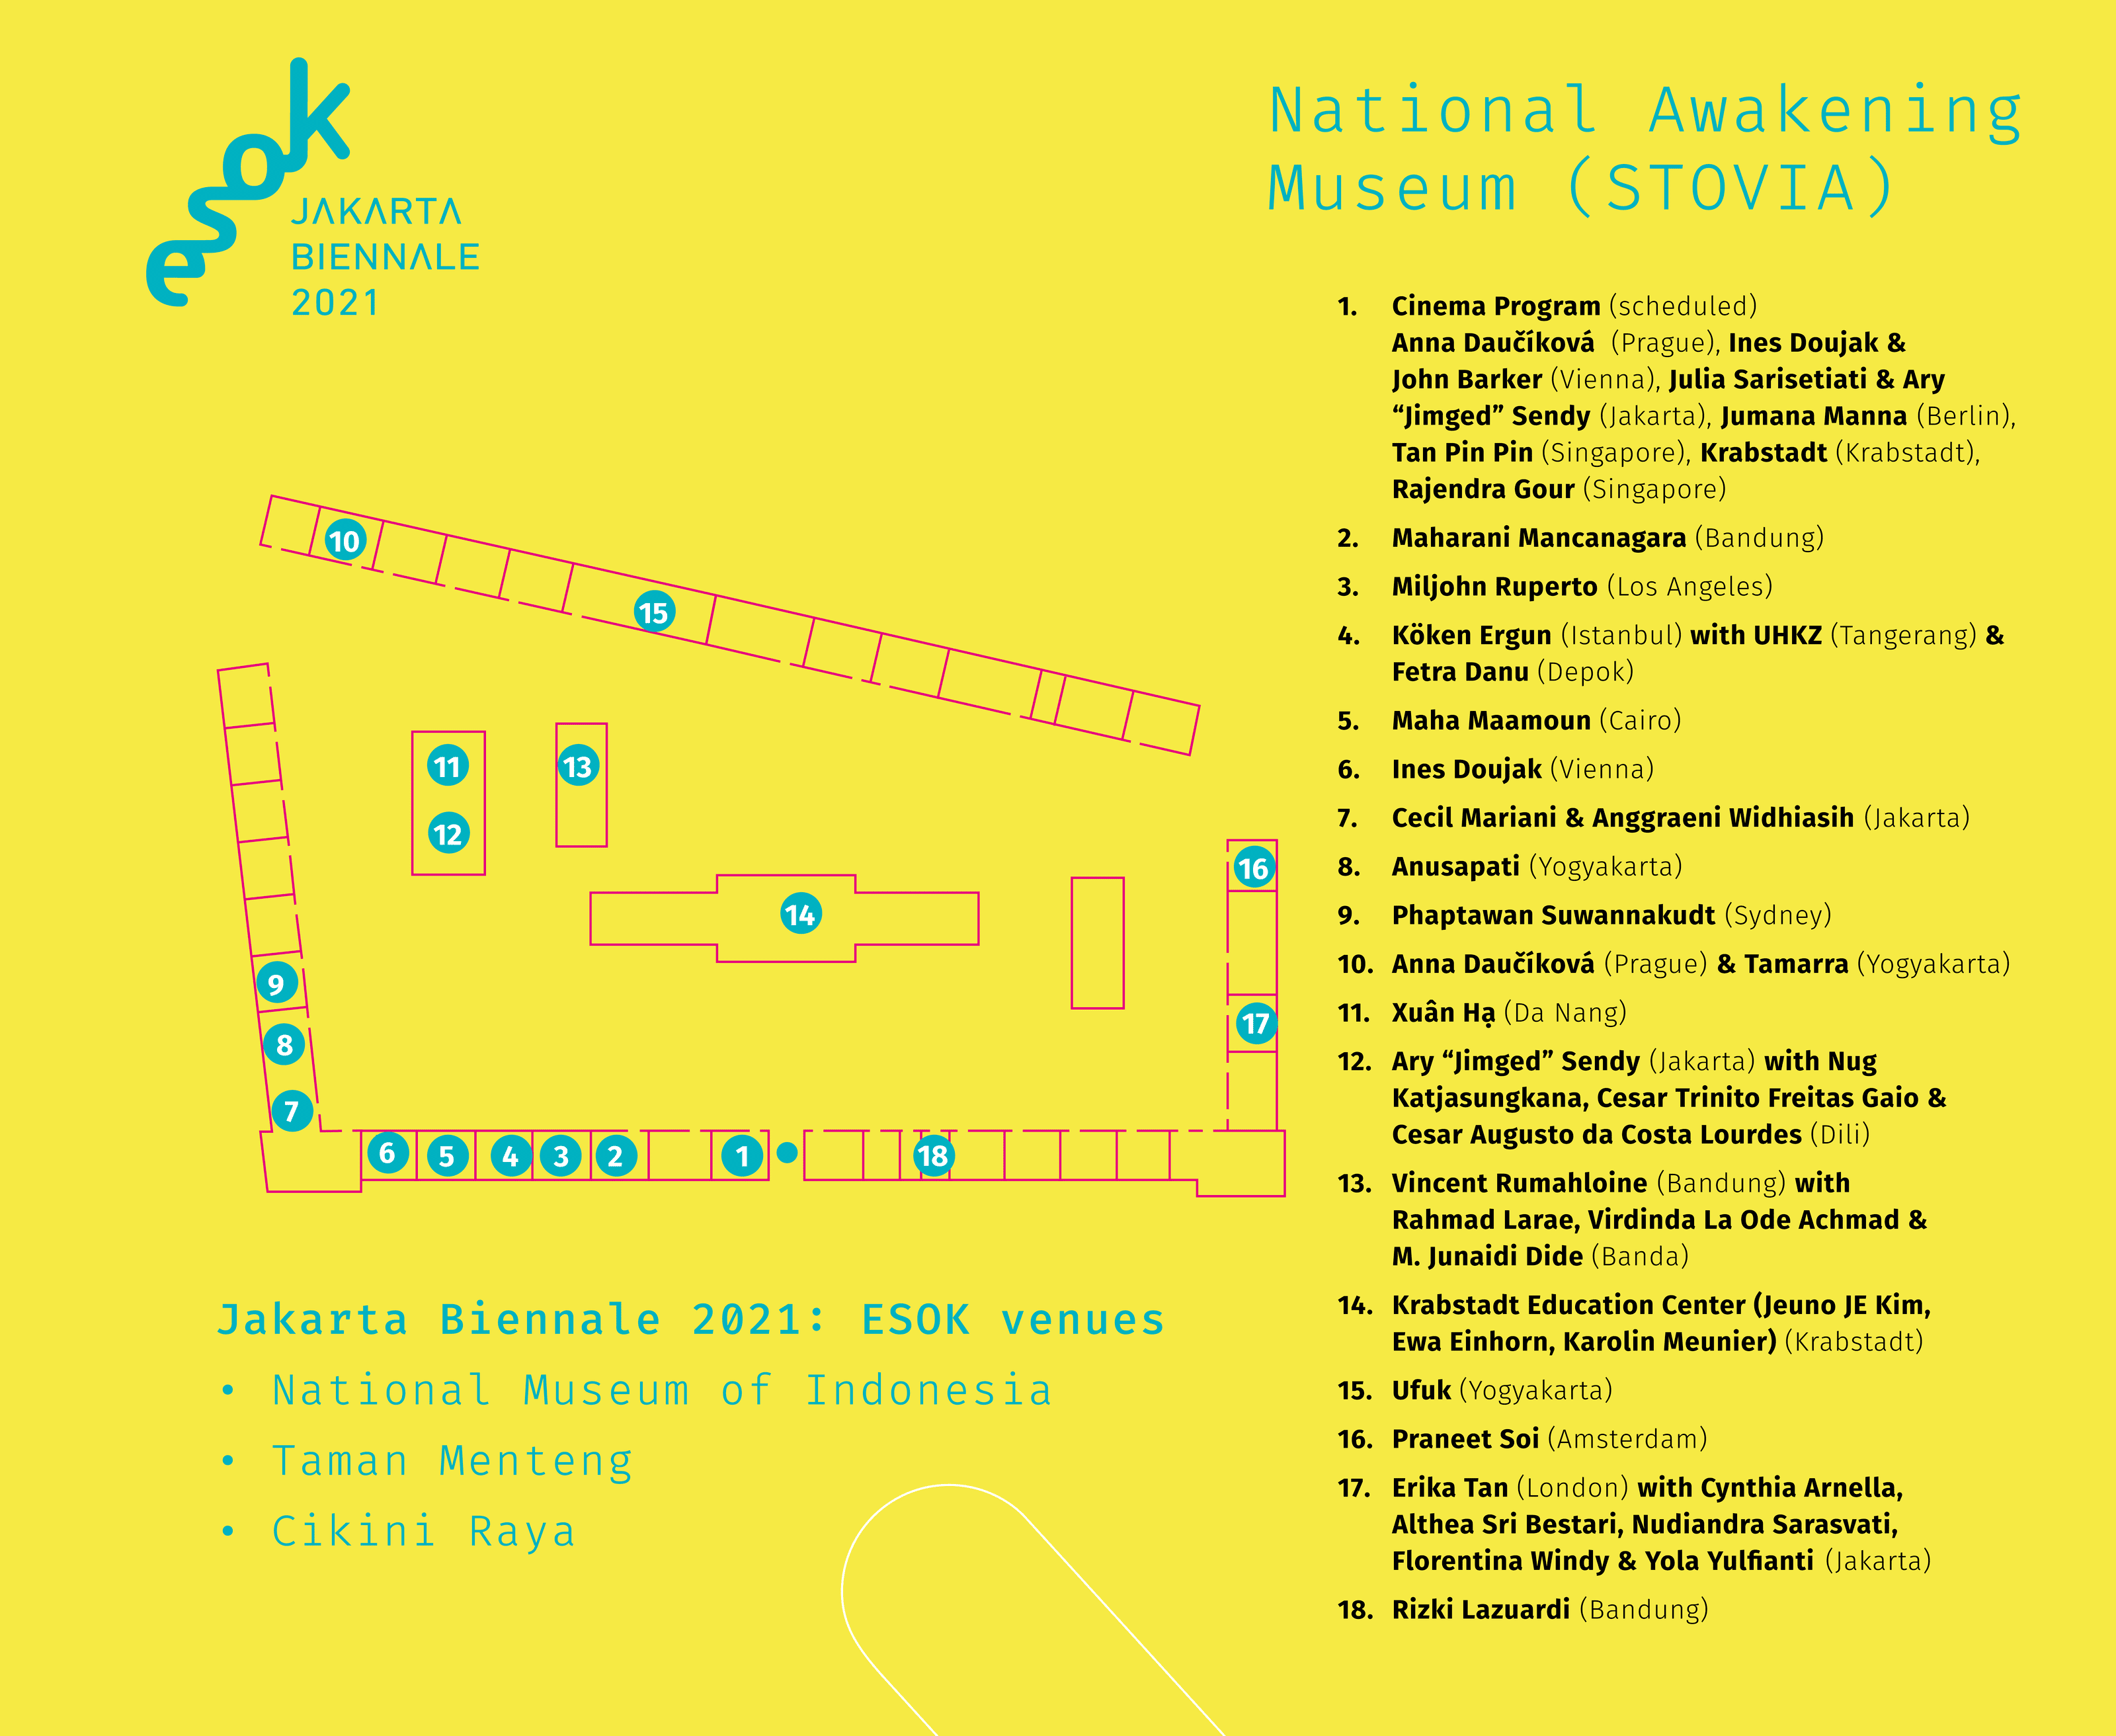 esok
JAKARTA
BIENNALE
2021
National Awakening
Museum (STOVIA)
1. Cinema Program (scheduled)
Anna Daučíková (Prague), Ines Doujak &
John Barker (Vienna), Julia Sarisetiati & Ary
“Jimged” Sendy (Jakarta), Jumana Manna (Berlin),
Tan Pin Pin (Singapore), Krabstadt (Krabstadt),
Rajendra Gour (Singapore)
2. Maharani Mancanagara (Bandung)
3. Miljohn Ruperto (Los Angeles)
4. Köken Ergun (Istanbul) with UHKZ (Tangerang) &
Fetra Danu (Depok)
5. Maha Maamoun (Cairo)
6. Ines Doujak (Vienna)
7. Cecil Mariani & Anggraeni Widhiasih (Jakarta)
8. Anusapati (Yogyakarta)
9. Phaptawan Suwannakudt (Sydney)
10. Anna Daučíková (Prague) & Tamarra (Yogyakarta)
11. Xuân Hạ (Da Nang)
12. Ary “Jimged” Sendy (Jakarta) with Nug
Katjasungkana, Cesar Trinito Freitas Gaio &
Cesar Augusto da Costa Lourdes (Dili)
13. Vincent Rumahloine (Bandung) with
Rahmad Larae, Virdinda La Ode Achmad &
M. Junaidi Dide (Banda)
14. Krabstadt Education Center (Jeuno JE Kim,
Ewa Einhorn, Karolin Meunier) (Krabstadt)
15. Ufuk (Yogyakarta)
16. Praneet Soi (Amsterdam)
17. Erika Tan (London) with Cynthia Arnella,
Althea Sri Bestari, Nudiandra Sarasvati,
Florentina Windy & Yola Yulfianti (Jakarta)
18. Rizki Lazuardi (Bandung)
10
15
11
13
12
16
14
9
17
8
7
6 5 4 3 2 1 18
Jakarta Biennale 2021: ESOK venues
• National Museum of Indonesia
• Taman Menteng
• Cikini Raya